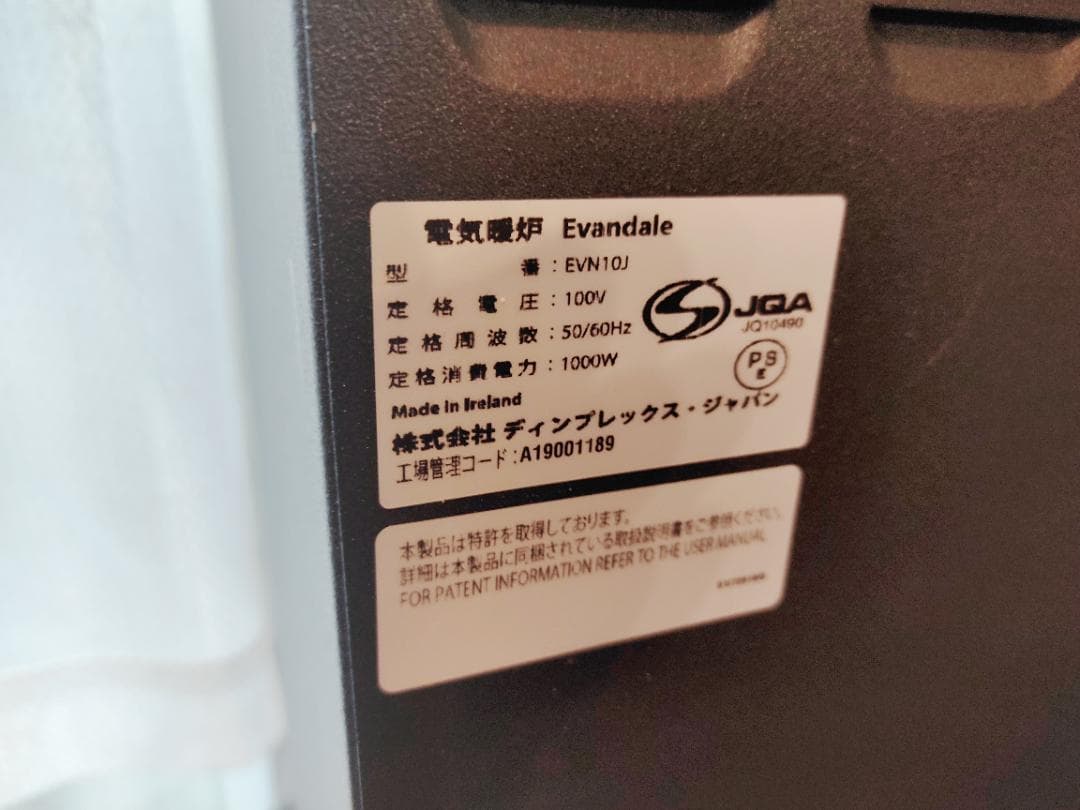 電気暖炉 Evandale
型番：EVN10J
定格電圧：100V
定格周波数：50/60Hz
定格消費電力：1000W
JQA
JQ10490
PS
E
Made in Ireland
株式会社 ディンプレックス・ジャパン
工場管理コード：A19001189
本製品は特許を取得しております。
詳細は本製品に同梱されている取扱説明書をご参照ください。
FOR PATENT INFORMATION REFER TO THE USER MANUAL